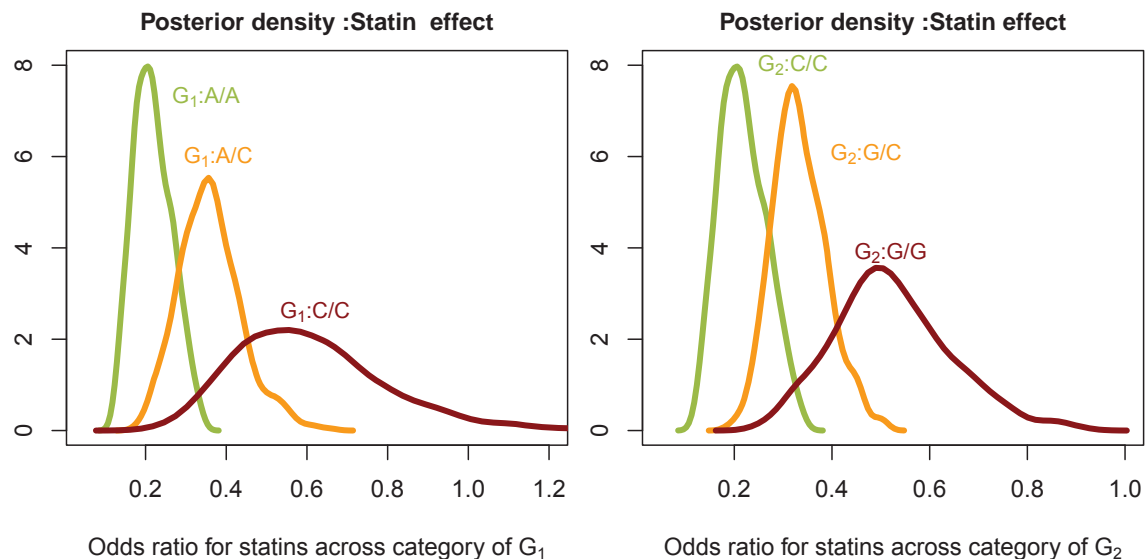 Posterior density :Statin  effect
8
6
4
2
0
G₁:A/A
G₁:A/C
G₁:C/C
0.2 0.4 0.6 0.8 1.0 1.2
Odds ratio for statins across category of G₁
Posterior density :Statin effect
8
6
4
2
0
G₂:C/C
G₂:G/C
G₂:G/G
0.2 0.4 0.6 0.8 1.0
Odds ratio for statins across category of G₂